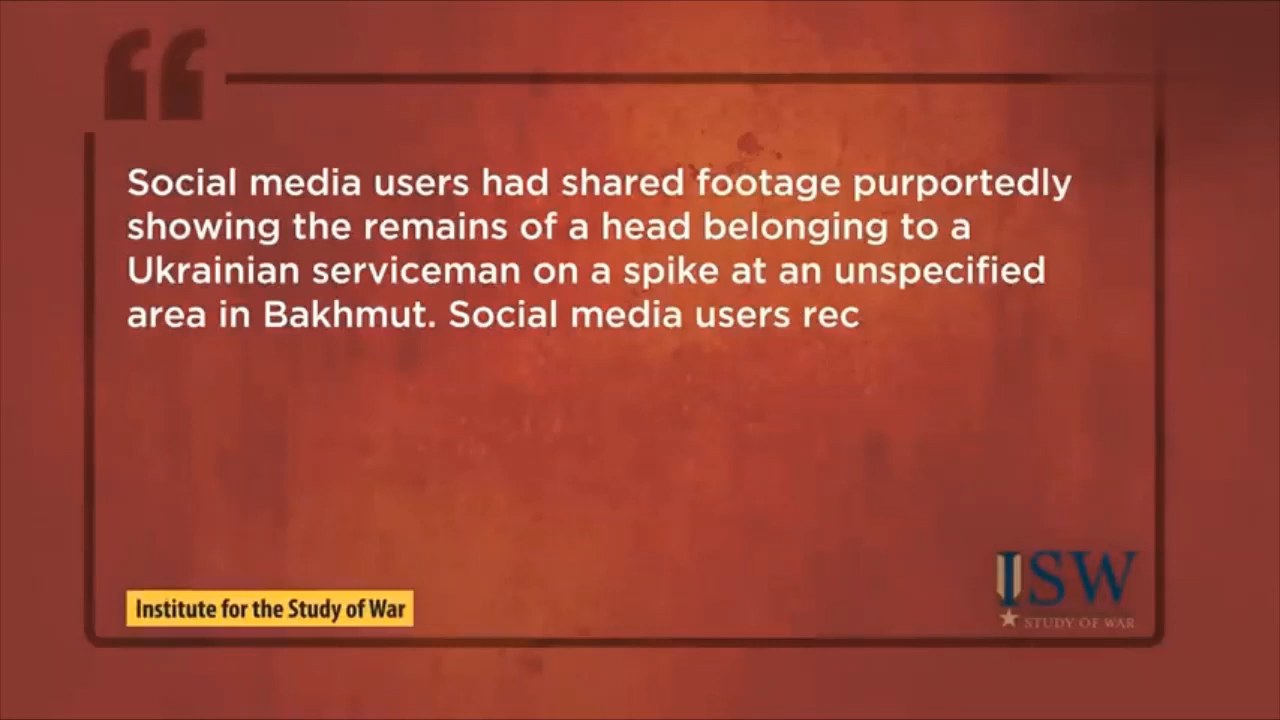 Social media users had shared footage purportedly
showing the remains of a head belonging to a
Ukrainian serviceman on a spike at an unspecified
area in Bakhmut. Social media users rec
Institute for the Study of War
ISW
STUDY OF WAR